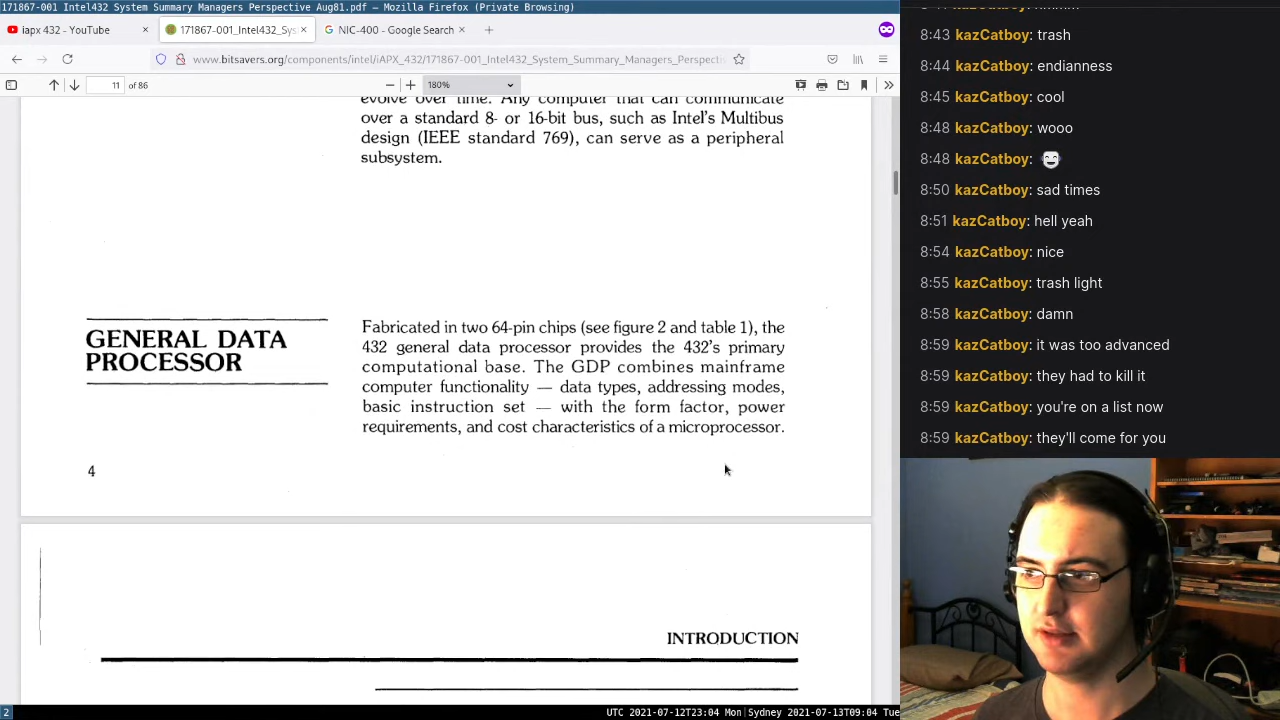 171867-001 Intel432 System Summary Managers Perspective Aug81.pdf — Mozilla Firefox (Private Browsing)
iapx 432 - YouTube
171867-001_Intel432_Sys
NIC-400 - Google Search
https://www.bitsavers.org/components/intel/iAPX_432/171867-001_Intel432_System_Summary_Managers_Perspecti
11 of 86
180%
evolve over time. Any computer that can communicate
over a standard 8- or 16-bit bus, such as Intel's Multibus
design (IEEE standard 769), can serve as a peripheral
subsystem.
GENERAL DATA
PROCESSOR
Fabricated in two 64-pin chips (see figure 2 and table 1), the
432 general data processor provides the 432's primary
computational base. The GDP combines mainframe
computer functionality — data types, addressing modes,
basic instruction set — with the form factor, power
requirements, and cost characteristics of a microprocessor.
4
INTRODUCTION
2
UTC 2021-07-12T23:04 Mon|Sydney 2021-07-13T09:04 Tue
8:43 kazCatboy: trash
8:44 kazCatboy: endianness
8:45 kazCatboy: cool
8:48 kazCatboy: wooo
8:48 kazCatboy:
8:50 kazCatboy: sad times
8:51 kazCatboy: hell yeah
8:54 kazCatboy: nice
8:55 kazCatboy: trash light
8:58 kazCatboy: damn
8:59 kazCatboy: it was too advanced
8:59 kazCatboy: they had to kill it
8:59 kazCatboy: you're on a list now
8:59 kazCatboy: they'll come for you